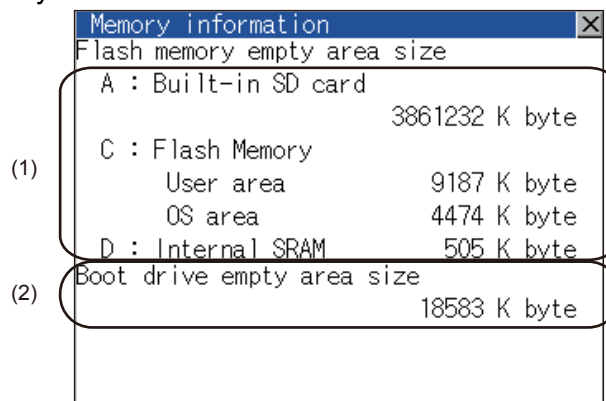 Memory information
Flash memory empty area size
A : Built-in SD card
3861232 K byte
C : Flash Memory
(1)
User area 9187 K byte
OS area 4474 K byte
D : Internal SRAM 505 K byte
Boot drive empty area size
(2)
18583 K byte